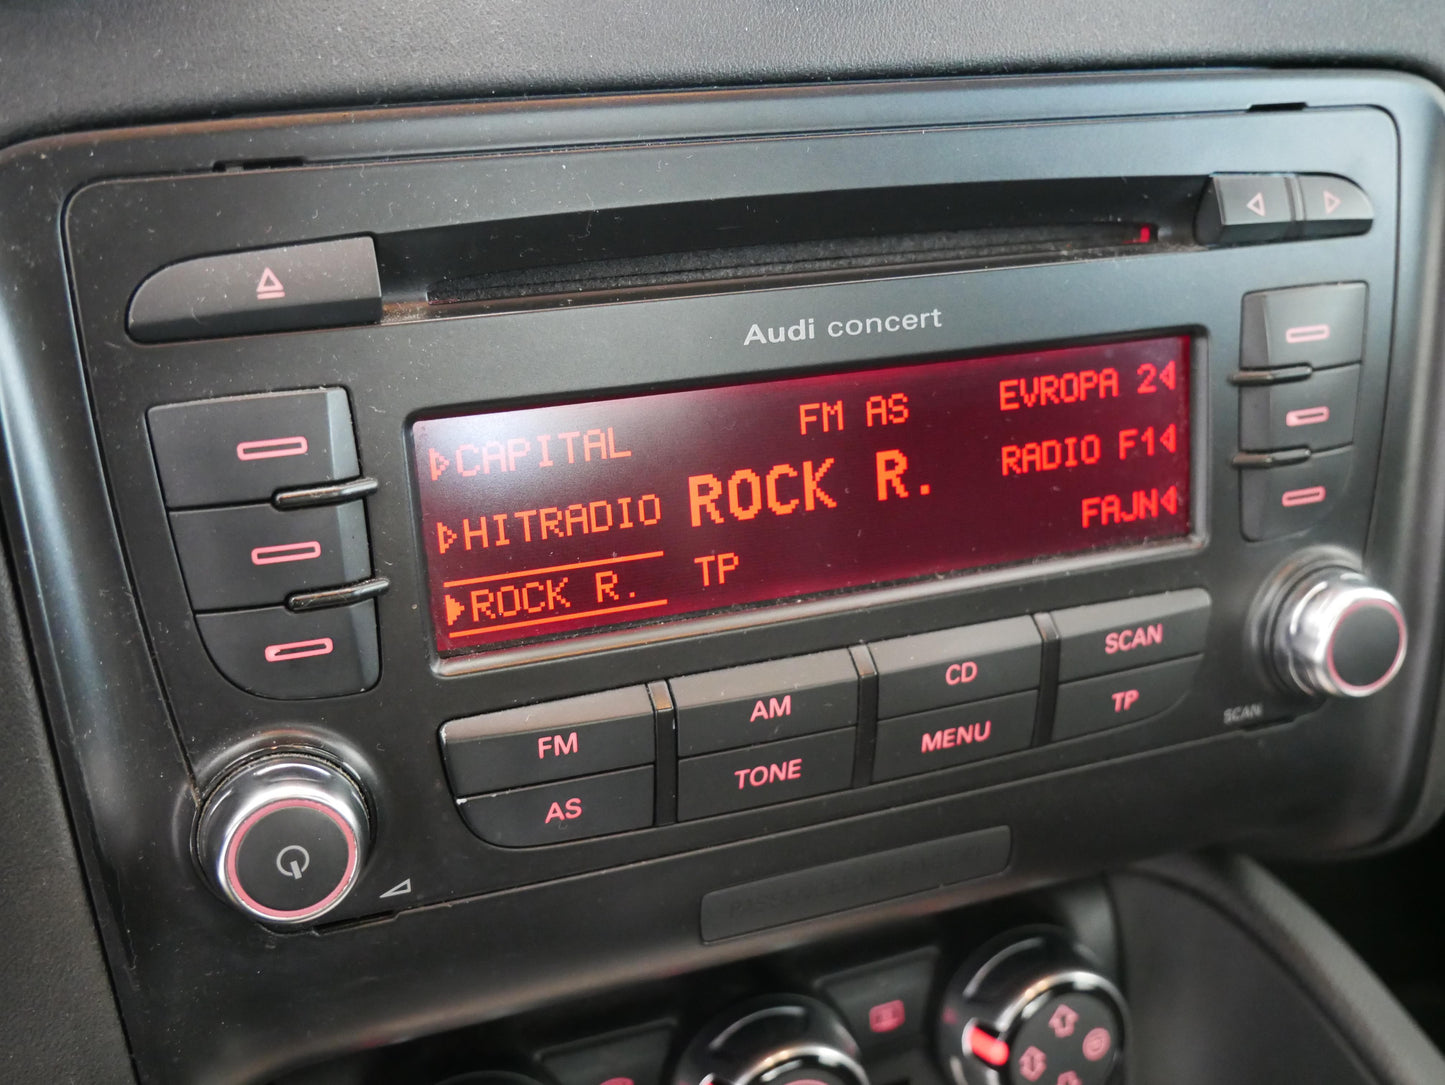 Audi concert
CAPITAL
FM AS
EVROPA 2
HITRADIO
ROCK R.
RADIO F1
ROCK R.
TP
FAJN
FM
AM
CD
SCAN
AS
TONE
MENU
TP
SCAN